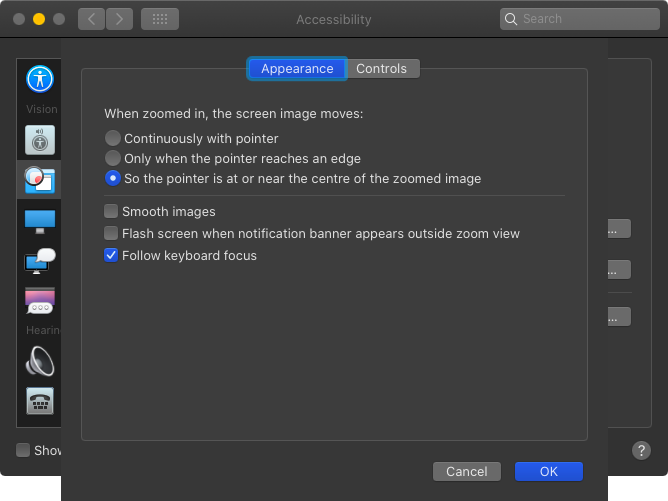 Accessibility
Search
Appearance
Controls
Vision
When zoomed in, the screen image moves:
Continuously with pointer
Only when the pointer reaches an edge
So the pointer is at or near the centre of the zoomed image
Smooth images
Flash screen when notification banner appears outside zoom view
Follow keyboard focus
...
...
...
Hearing
Show
?
Cancel
OK